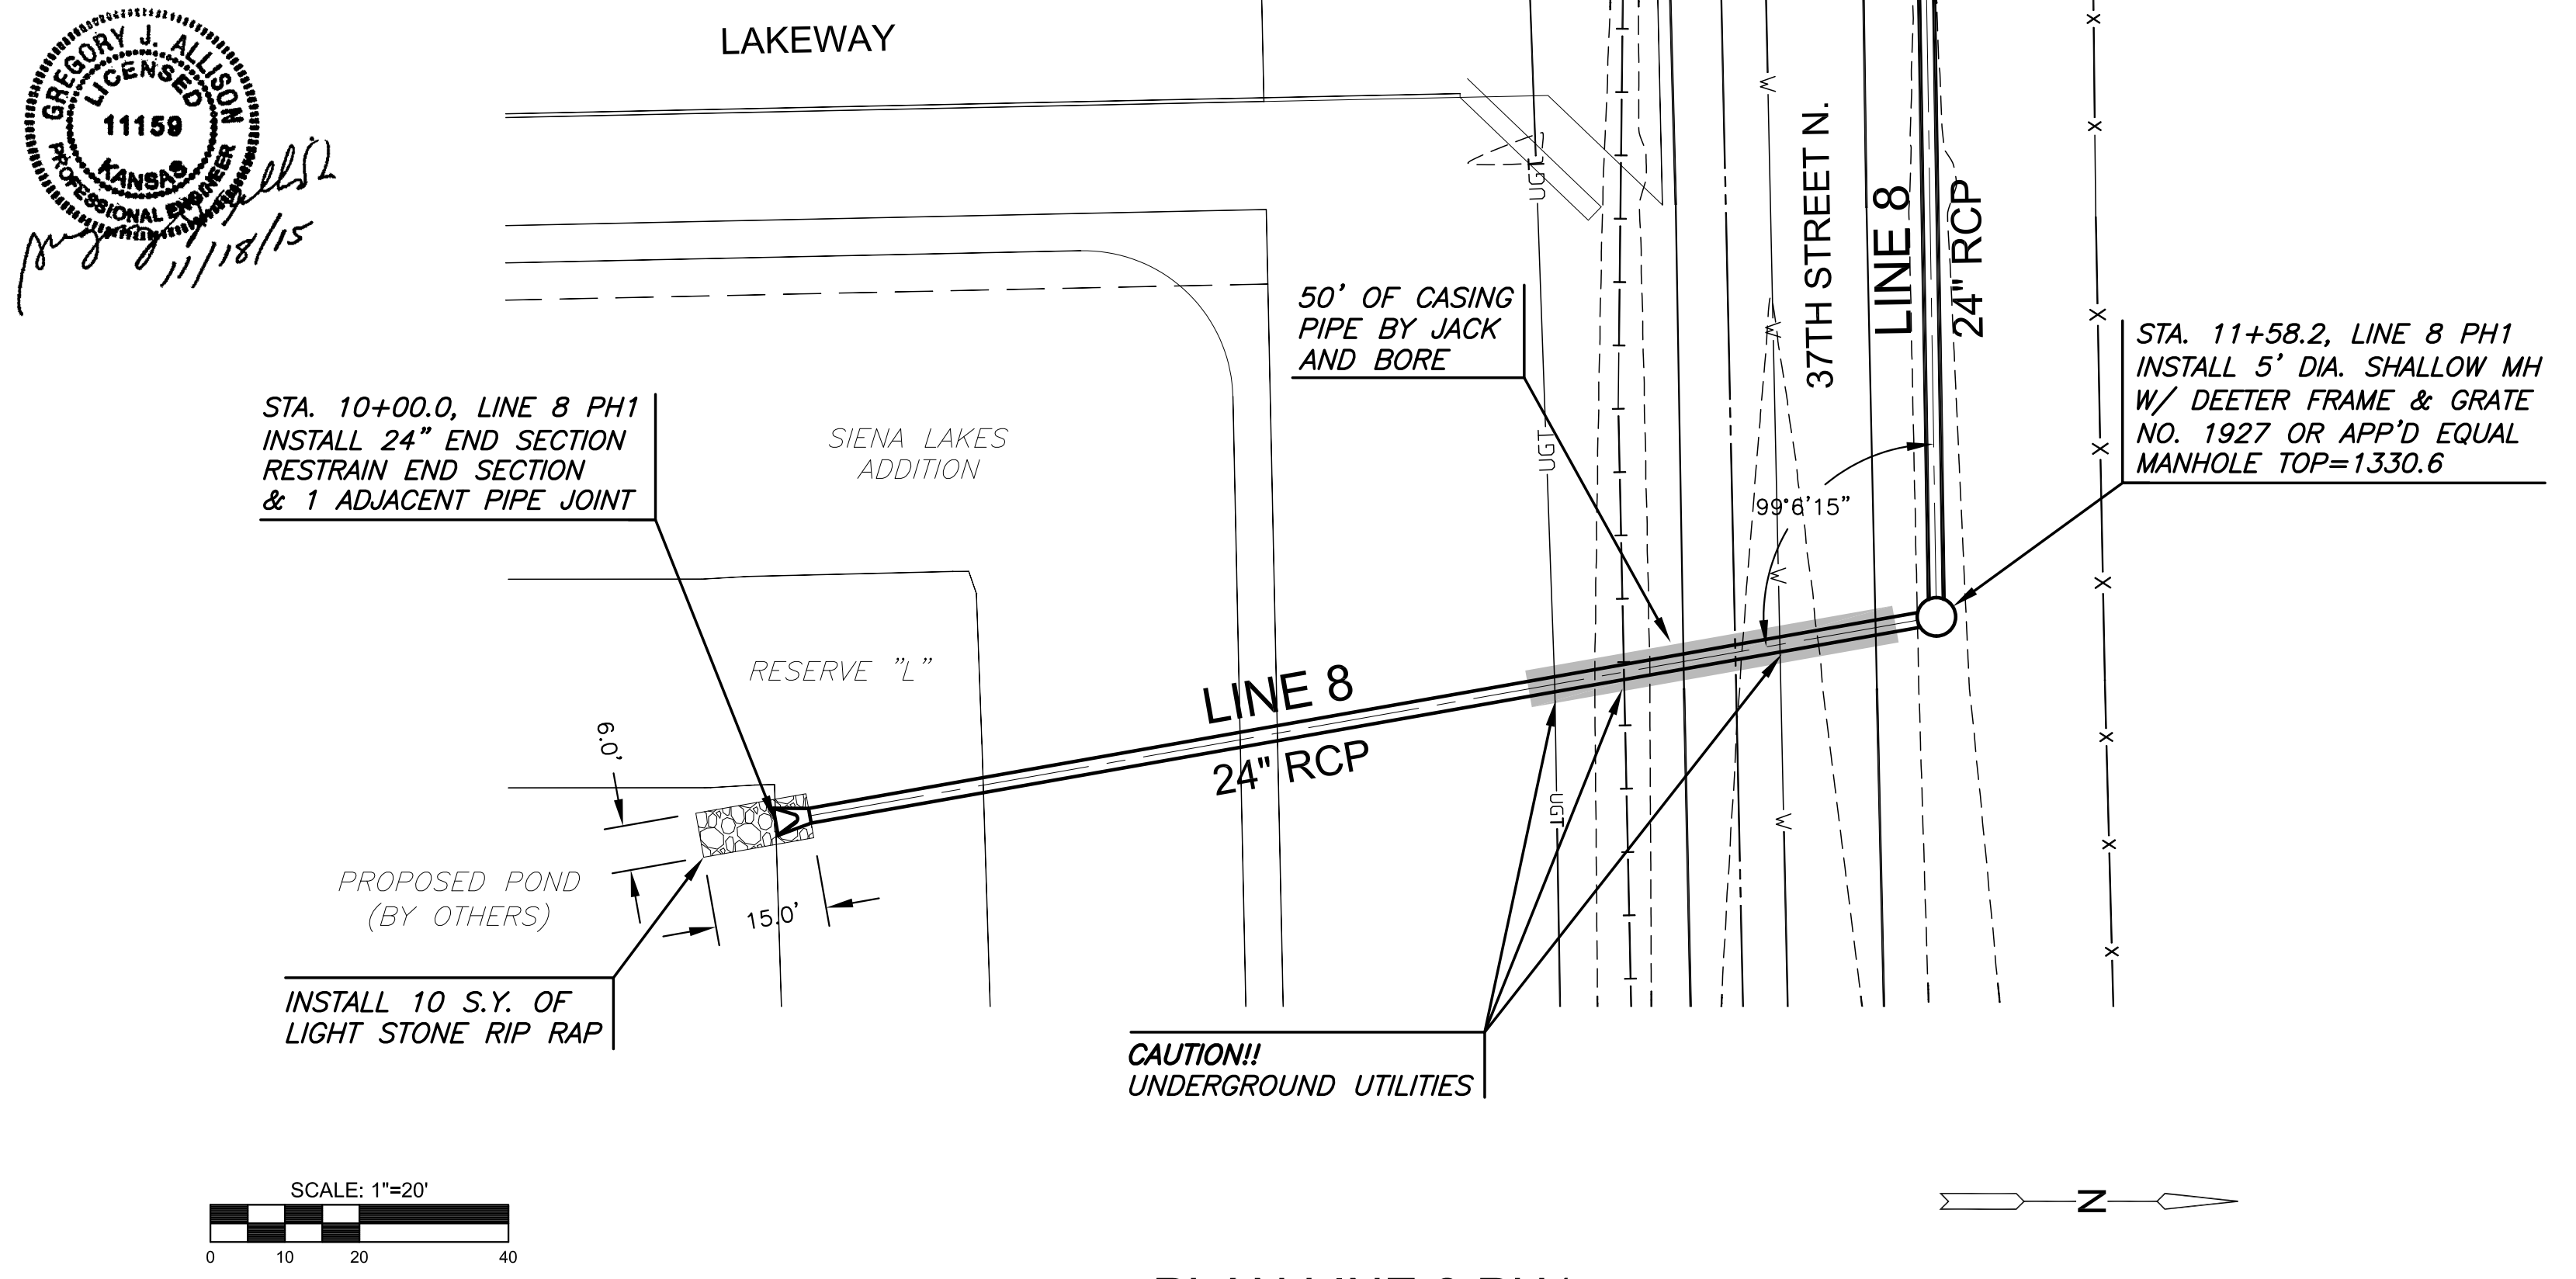 GREGORY J. ALLISON
LICENSED
11159
KANSAS
PROFESSIONAL ENGINEER
11/18/15
LAKEWAY
UGT
W
37TH STREET N.
LINE 8
24" RCP
X
X
X
X
X
X
X
X
X
50' OF CASING
PIPE BY JACK
AND BORE
W
STA. 11+58.2, LINE 8 PH1
INSTALL 5' DIA. SHALLOW MH
W/ DEETER FRAME & GRATE
NO. 1927 OR APP'D EQUAL
MANHOLE TOP=1330.6
STA. 10+00.0, LINE 8 PH1
INSTALL 24" END SECTION
RESTRAIN END SECTION
& 1 ADJACENT PIPE JOINT
SIENA LAKES
ADDITION
UGT
99°6'15"
W
RESERVE "L"
LINE 8
24" RCP
6.0'
UGT
W
PROPOSED POND
(BY OTHERS)
15.0'
INSTALL 10 S.Y. OF
LIGHT STONE RIP RAP
CAUTION!!
UNDERGROUND UTILITIES
SCALE: 1"=20'
0 10 20 40
N